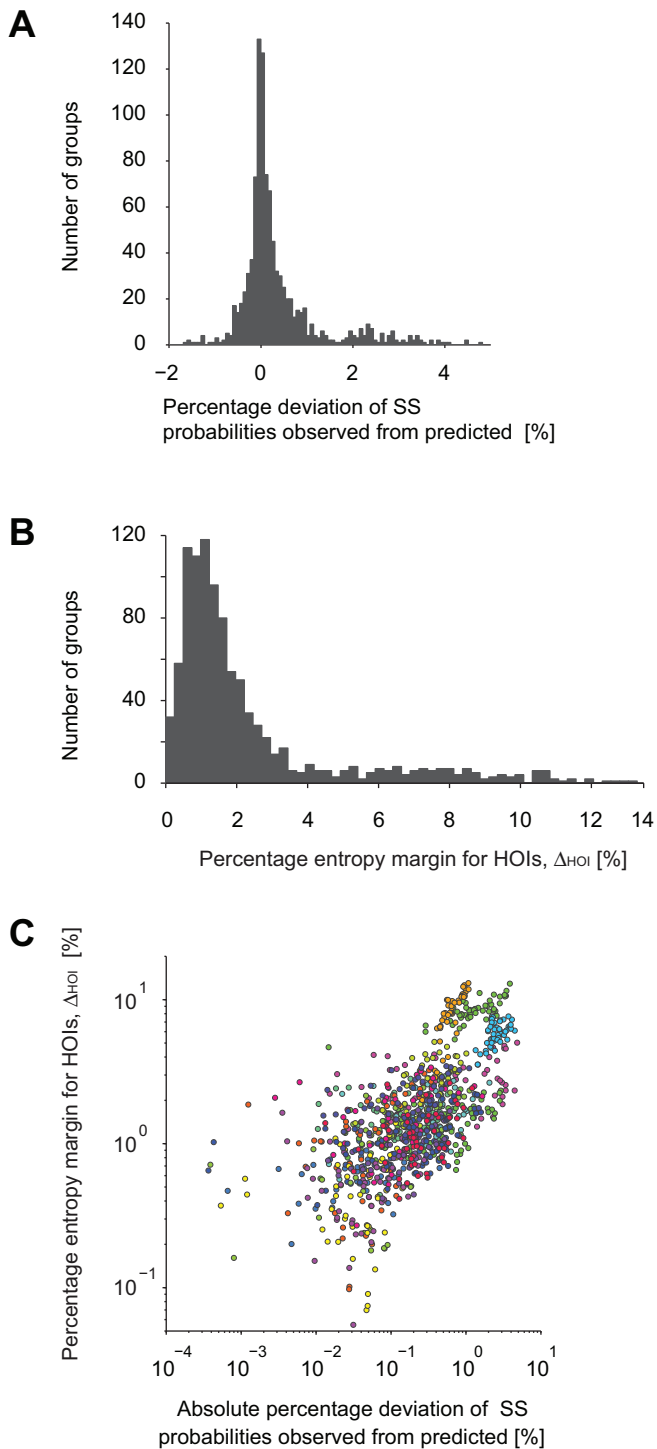 A
140
120
100
80
60
40
20
0
Number of groups
−2 0 2 4
Percentage deviation of SS
probabilities observed from predicted [%]
B
120
80
40
0
Number of groups
0 2 4 6 8 10 12 14
Percentage entropy margin for HOIs, ΔHOI [%]
C
Percentage entropy margin for HOIs, ΔHOI [%]
10^1
10^0
10^−1
10^−4 10^−3 10^−2 10^−1 10^0 10^1
Absolute percentage deviation of SS
probabilities observed from predicted [%]